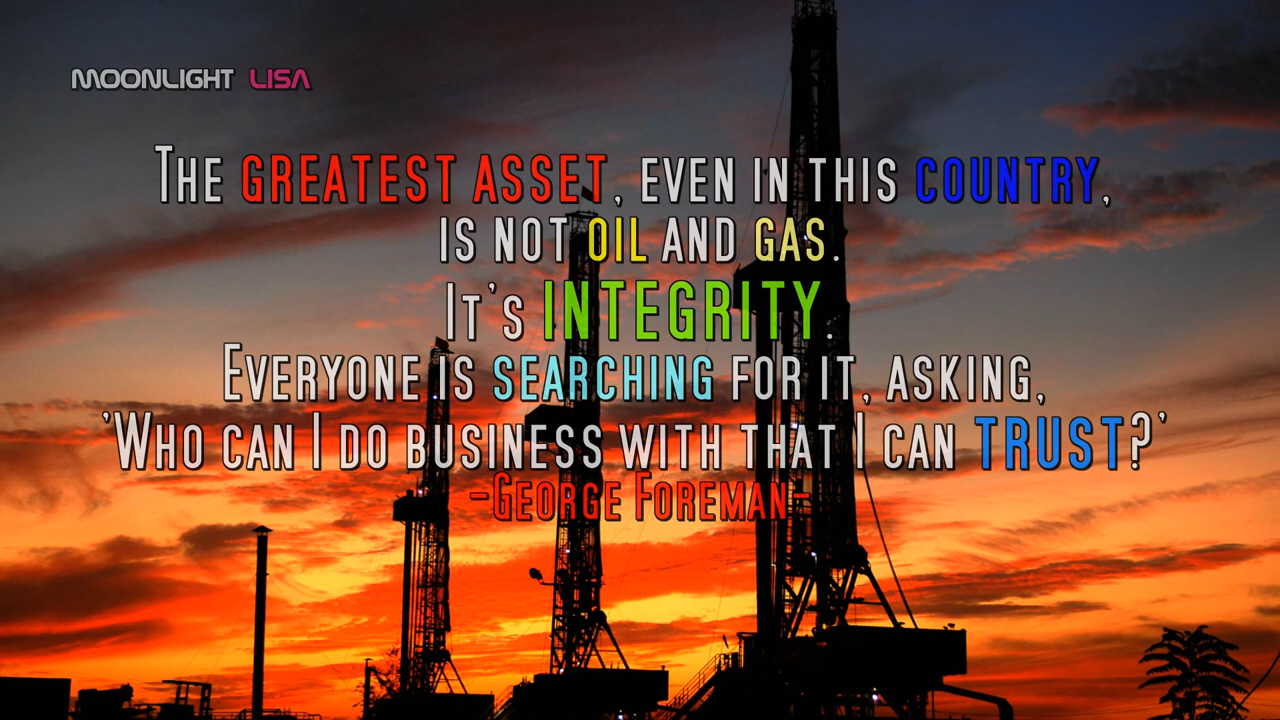 MOONLIGHT LISA
The greatest asset, even in this country,
is not oil and gas.
It's INTEGRITY.
Everyone is searching for it, asking,
'Who can I do business with that I can trust?'
-George Foreman-